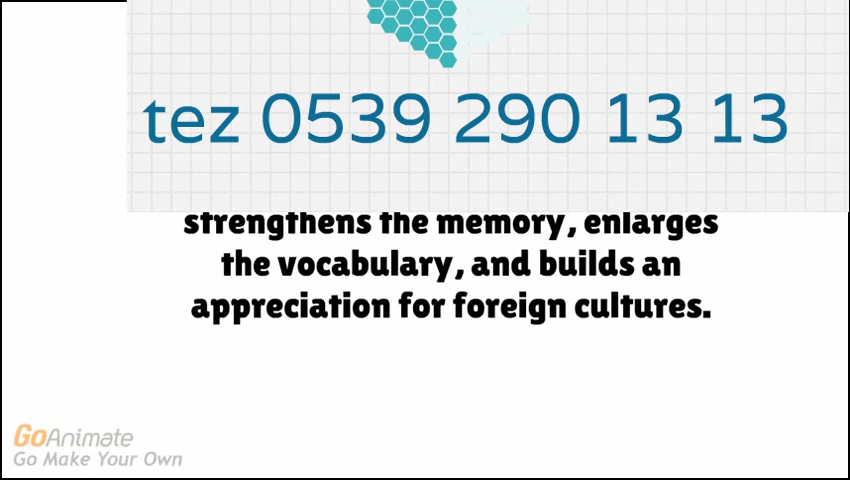 tez 0539 290 13 13
strengthens the memory, enlarges
the vocabulary, and builds an
appreciation for foreign cultures.
GoAnimate
Go Make Your Own